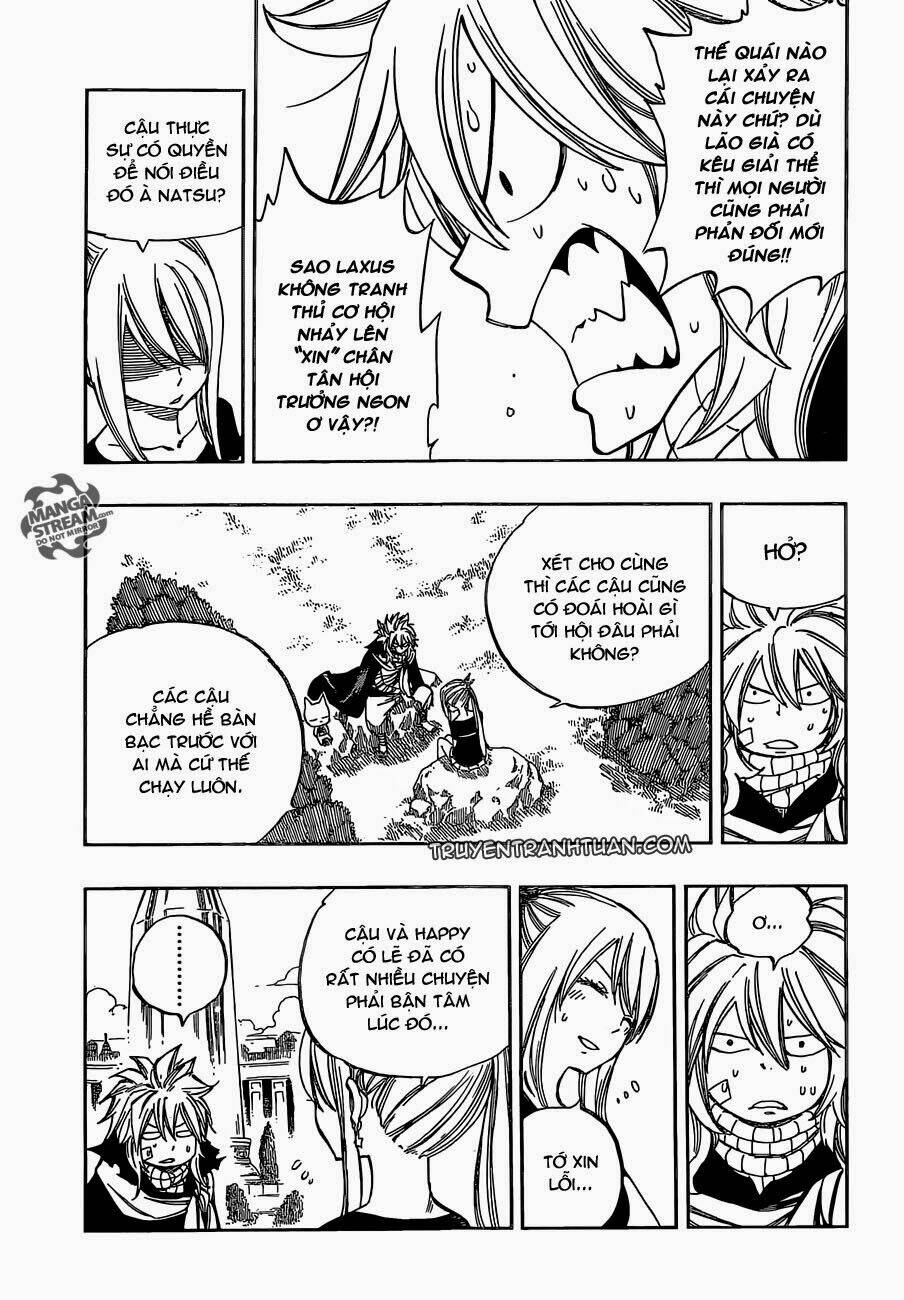 THẾ QUÁI NÀO
LẠI XẢY RA
CÁI CHUYỆN
NÀY CHỨ? DÙ
LÃO GIÀ CÓ
KÊU GIẢI THỂ
THÌ MỌI NGƯỜI
CŨNG PHẢI
PHẢN ĐỐI MỚI
ĐÚNG!!
SAO LAXUS
KHÔNG TRANH
THỦ CƠ HỘI
NHẢY LÊN
"XIN" CHÂN
TÂN HỘI
TRƯỞNG NGON
Ơ VẬY?!
CẬU THỰC
SỰ CÓ QUYỀN
ĐỂ NÓI ĐIỀU
ĐÓ À NATSU?
HỞ?
XÉT CHO CÙNG
THÌ CÁC CẬU CŨNG
CÓ ĐOÁI HOÀI GÌ
TỚI HỘI ĐÂU PHẢI
KHÔNG?
CÁC CẬU
CHẲNG HỀ BÀN
BẠC TRƯỚC VỚI
AI MÀ CỨ THẾ
CHẠY LUÔN.
MANGA
STREAM.com
DO NOT MIRROR
TRUYENTRANHTUAN.COM
Ơ...
TỚ XIN
LỖI...
CẬU VÀ HAPPY
CÓ LẼ ĐÃ CÓ
RẤT NHIỀU CHUYỆN
PHẢI BẬN TÂM
LÚC ĐÓ...
.........